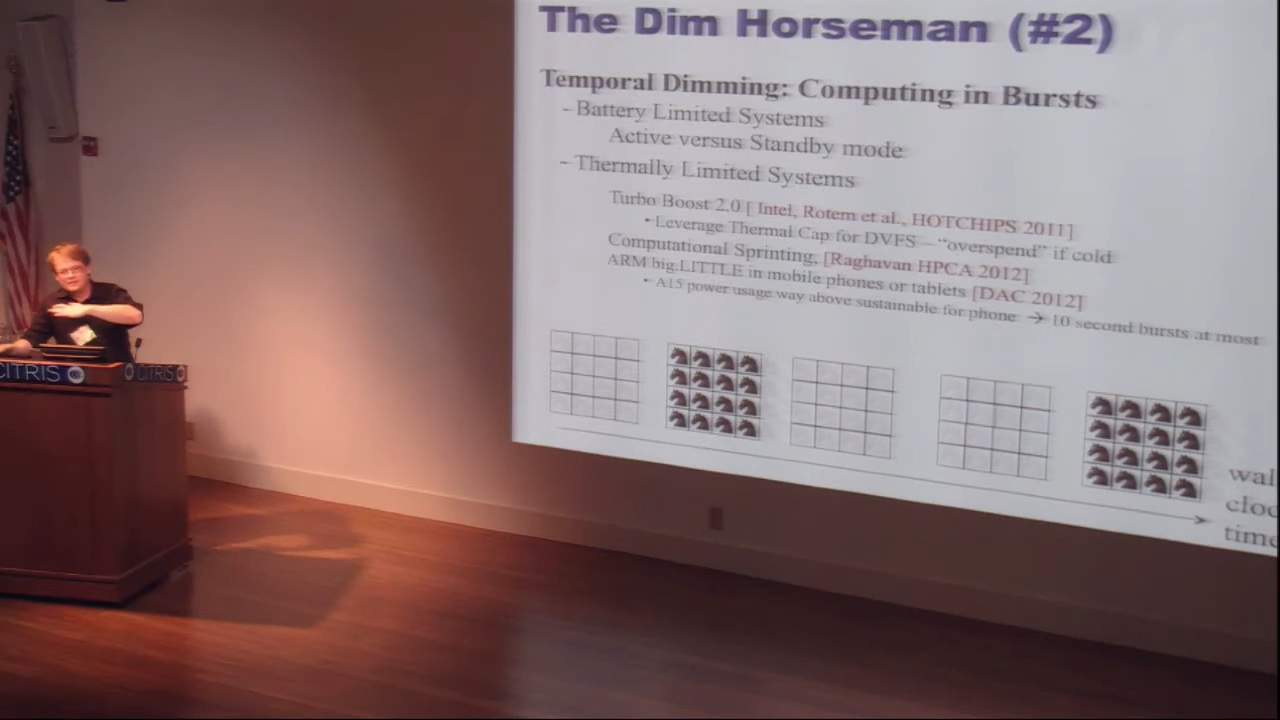 The Dim Horseman (#2)
Temporal Dimming: Computing in Bursts
– Battery Limited Systems
Active versus Standby mode
– Thermally Limited Systems
Turbo Boost 2.0 [ Intel, Rotem et al., HOTCHIPS 2011]
• Leverage Thermal Cap for DVFS – "overspend" if cold
Computational Sprinting, [Raghavan HPCA 2012]
ARM big.LITTLE in mobile phones or tablets [DAC 2012]
• A15 power usage way above sustainable for phone → 10 second bursts at most
wal
cloc
time
CITRIS
CITRIS